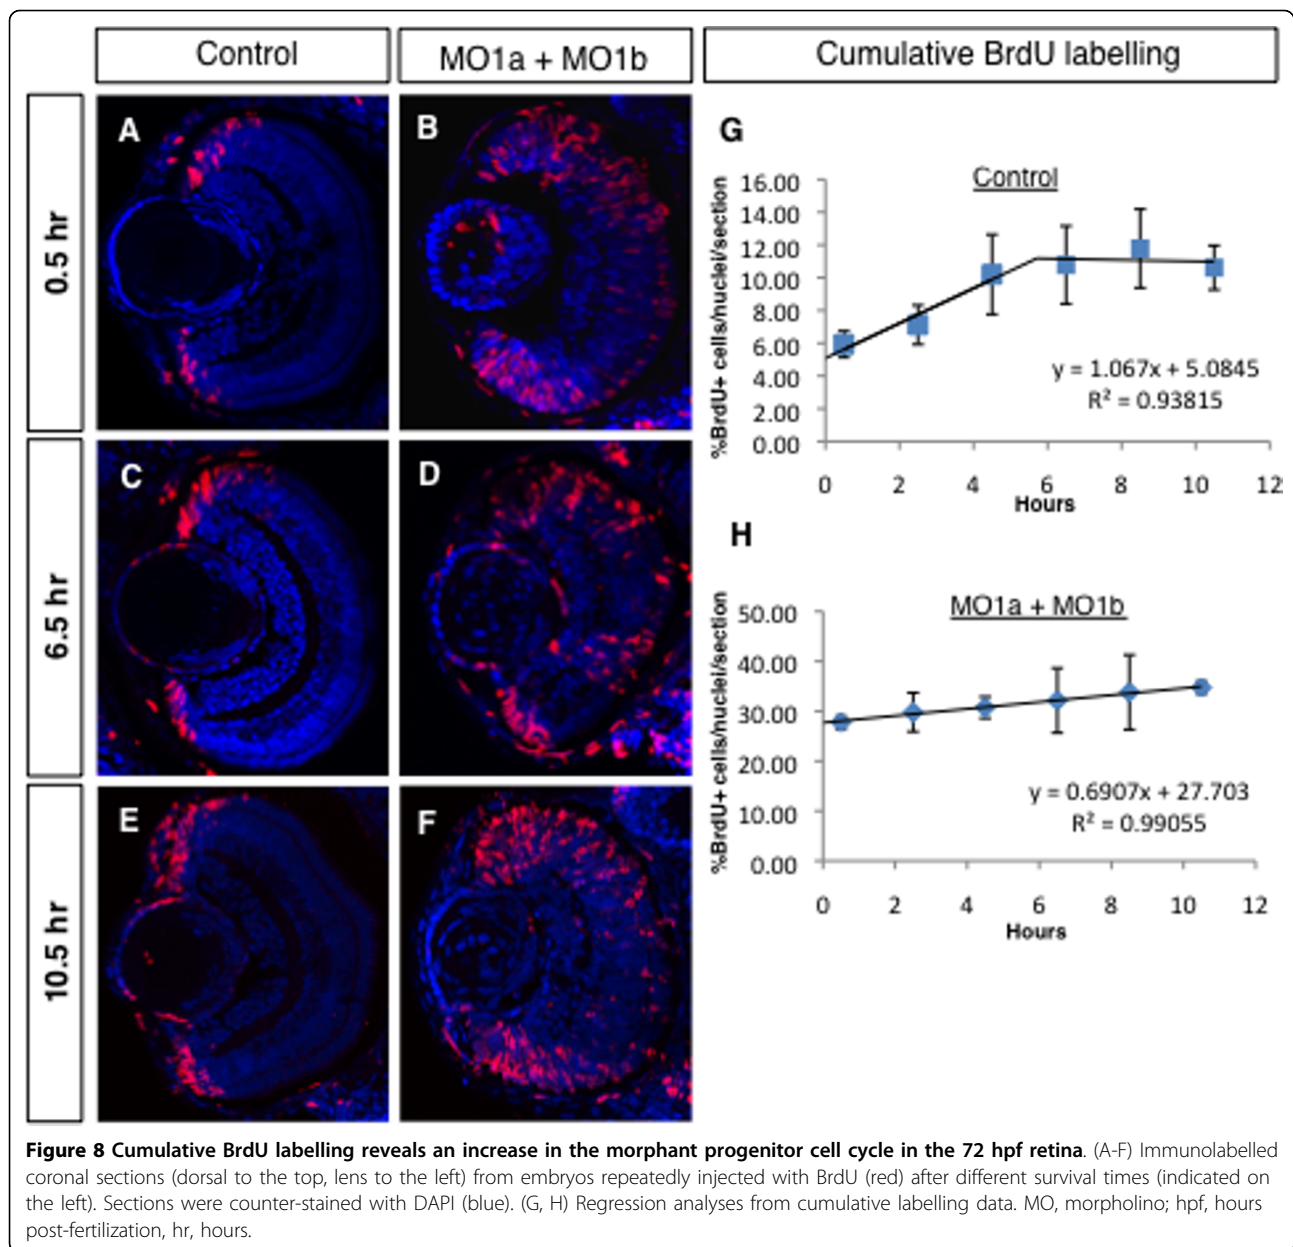 Control
MO1a + MO1b
Cumulative BrdU labelling
0.5 hr
A
B
6.5 hr
C
D
10.5 hr
E
F
G
Control
%BrdU+ cells/nuclei/section
16.00
14.00
12.00
10.00
8.00
6.00
4.00
2.00
0.00
y = 1.067x + 5.0845
R² = 0.93815
0 2 4 6 8 10 12
Hours
H
MO1a + MO1b
%BrdU+ cells/nuclei/section
50.00
40.00
30.00
20.00
10.00
0.00
y = 0.6907x + 27.703
R² = 0.99055
0 2 4 6 8 10 12
Hours
Figure 8 Cumulative BrdU labelling reveals an increase in the morphant progenitor cell cycle in the 72 hpf retina. (A-F) Immunolabelled
coronal sections (dorsal to the top, lens to the left) from embryos repeatedly injected with BrdU (red) after different survival times (indicated on
the left). Sections were counter-stained with DAPI (blue). (G, H) Regression analyses from cumulative labelling data. MO, morpholino; hpf, hours
post-fertilization, hr, hours.